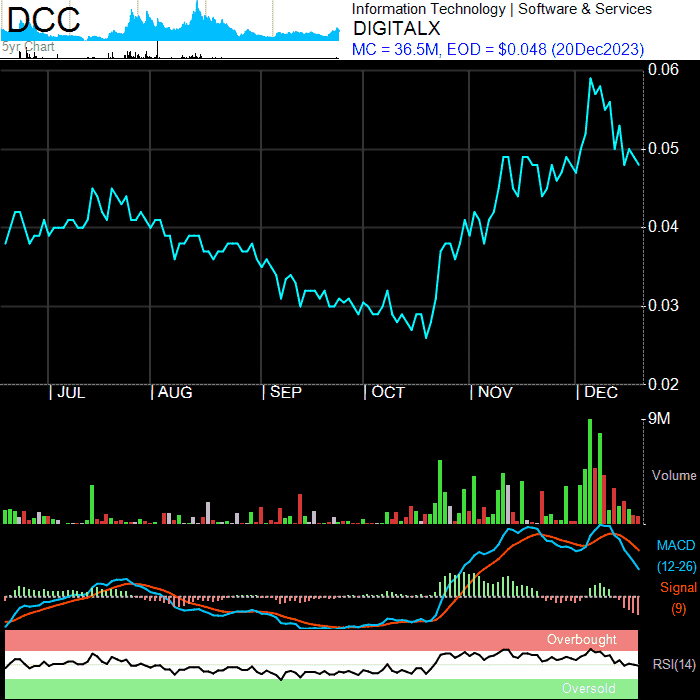 DCC
5yr Chart
Information Technology | Software & Services
DIGITALX
MC = 36.5M, EOD = $0.048 (20Dec2023)
0.06
0.05
0.04
0.03
0.02
| JUL | AUG | SEP | OCT | NOV | DEC
9M
Volume
MACD
(12-26)
Signal
(9)
Overbought
RSI(14)
Oversold